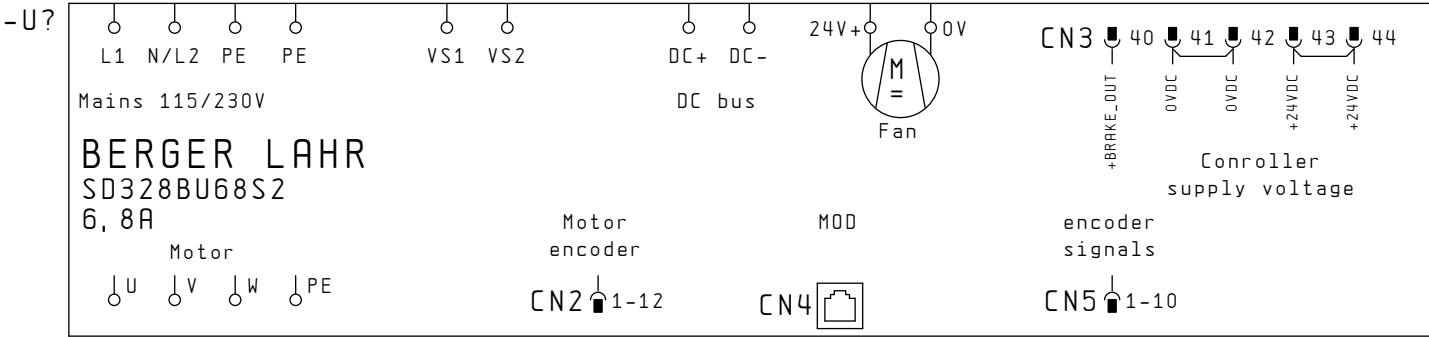 -U?
L1 N/L2 PE PE VS1 VS2 DC+ DC- 24V+ 0V CN3 40 41 42 43 44
Mains 115/230V
DC bus
M
=
Fan
+BRAKE_OUT
0VDC
0VDC
+24VDC
+24VDC
Conroller
supply voltage
BERGER LAHR
SD328BU68S2
6,8A
Motor
U V W PE
Motor
encoder
CN2 1-12
MOD
CN4
encoder
signals
CN5 1-10